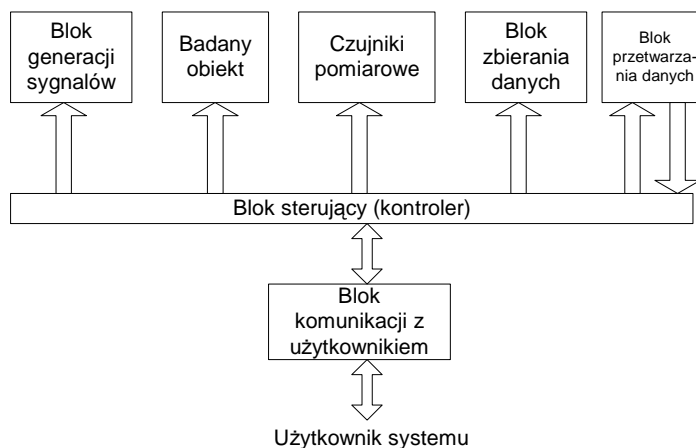 Blok
generacji
sygnalów
Badany
obiekt
Czujniki
pomiarowe
Blok
zbierania
danych
Blok
przetwarza-
nia danych
Blok sterujący (kontroler)
Blok
komunikacji z
użytkownikiem
Użytkownik systemu